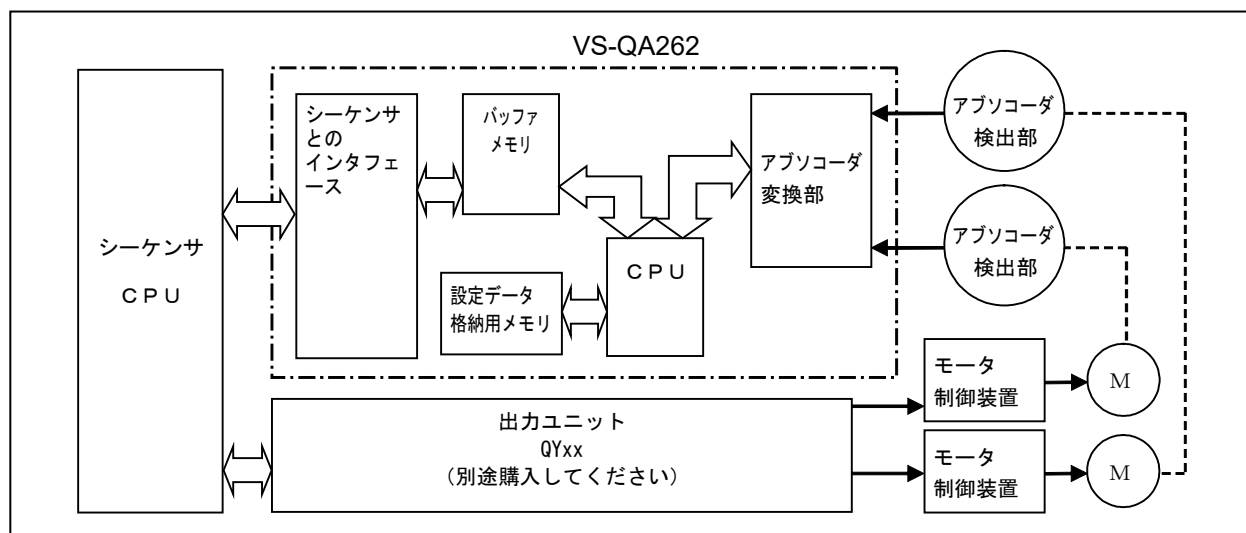 VS-QA262
シーケンサ
ＣＰＵ
シーケンサ
との
インタフェ
ース
バッファ
メモリ
設定データ
格納用メモリ
ＣＰＵ
アブソコーダ
変換部
アブソコーダ
検出部
アブソコーダ
検出部
モータ
制御装置
M
出力ユニット
QYxx
（別途購入してください）
モータ
制御装置
M